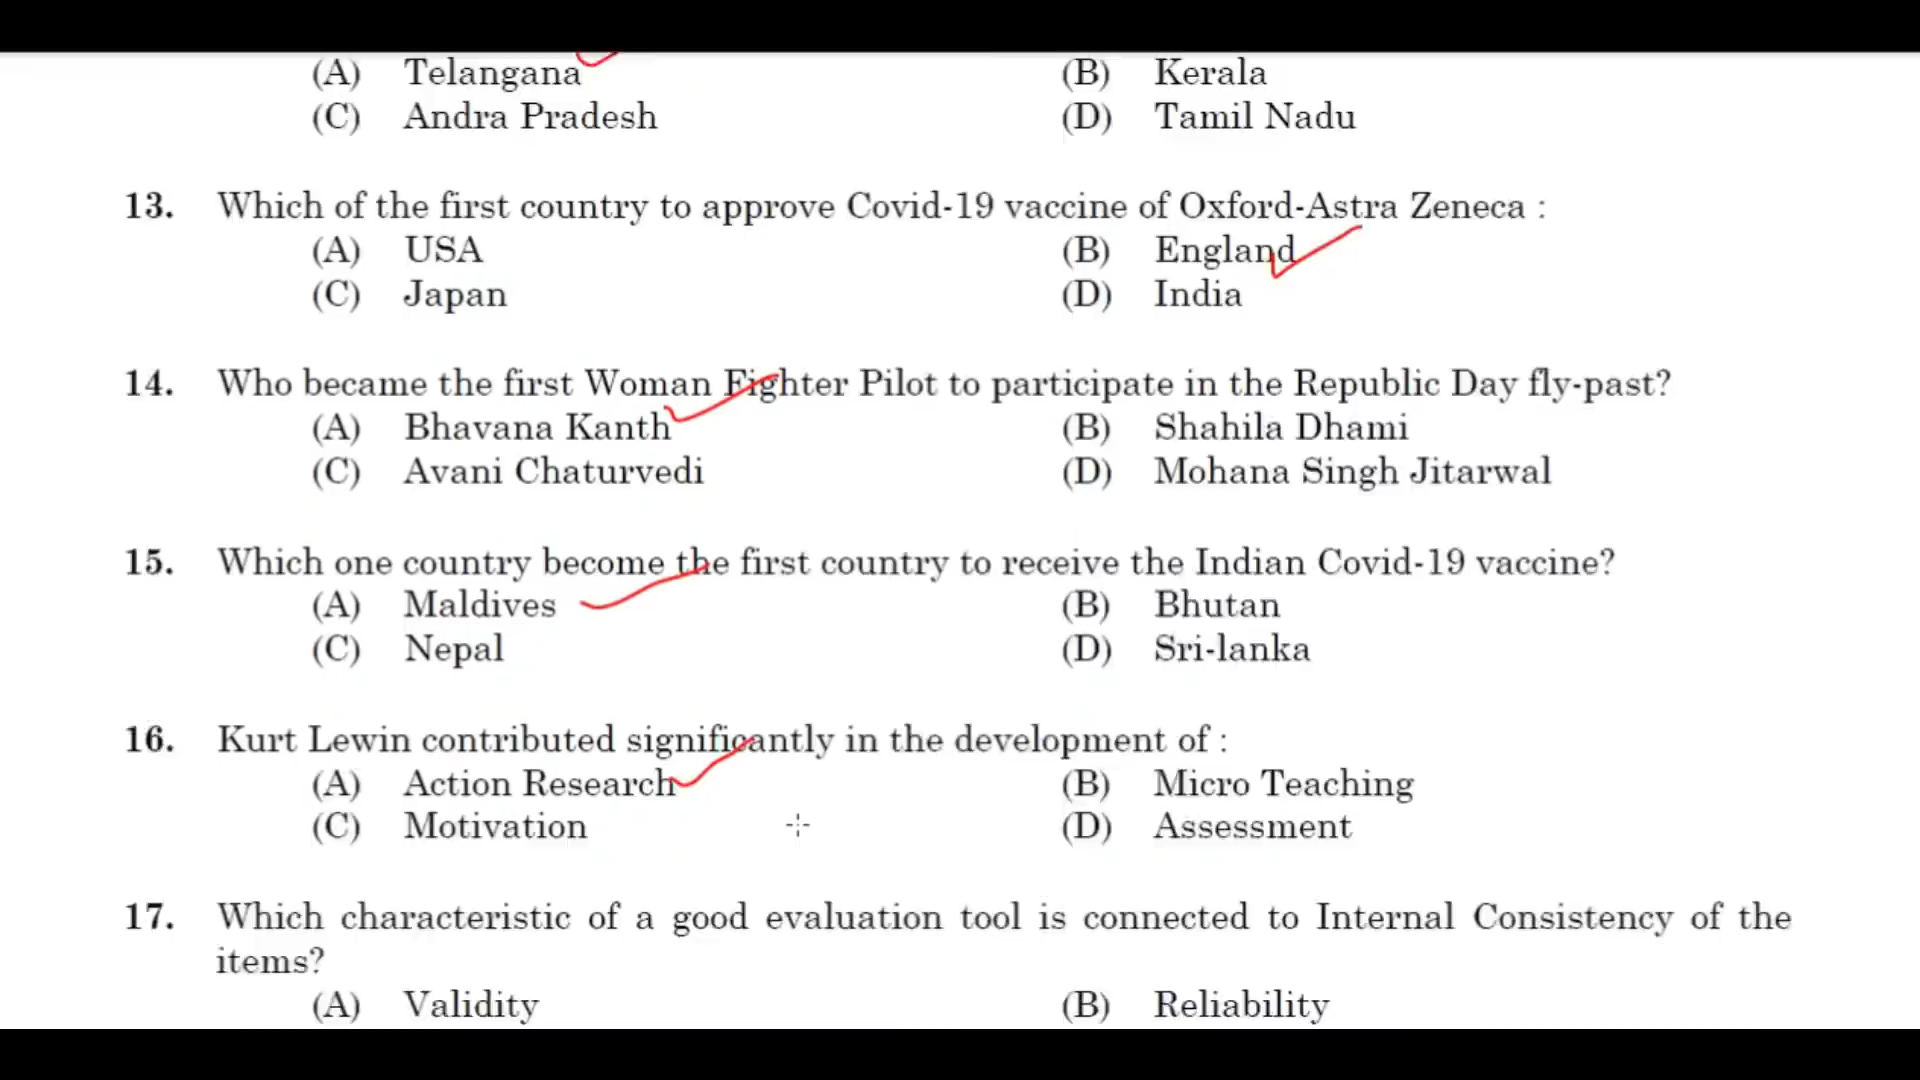 (A) Telangana (B) Kerala
(C) Andra Pradesh (D) Tamil Nadu
13. Which of the first country to approve Covid-19 vaccine of Oxford-Astra Zeneca :
(A) USA (B) England
(C) Japan (D) India
14. Who became the first Woman Fighter Pilot to participate in the Republic Day fly-past?
(A) Bhavana Kanth (B) Shahila Dhami
(C) Avani Chaturvedi (D) Mohana Singh Jitarwal
15. Which one country become the first country to receive the Indian Covid-19 vaccine?
(A) Maldives (B) Bhutan
(C) Nepal (D) Sri-lanka
16. Kurt Lewin contributed significantly in the development of :
(A) Action Research (B) Micro Teaching
(C) Motivation (D) Assessment
17. Which characteristic of a good evaluation tool is connected to Internal Consistency of the
items?
(A) Validity (B) Reliability